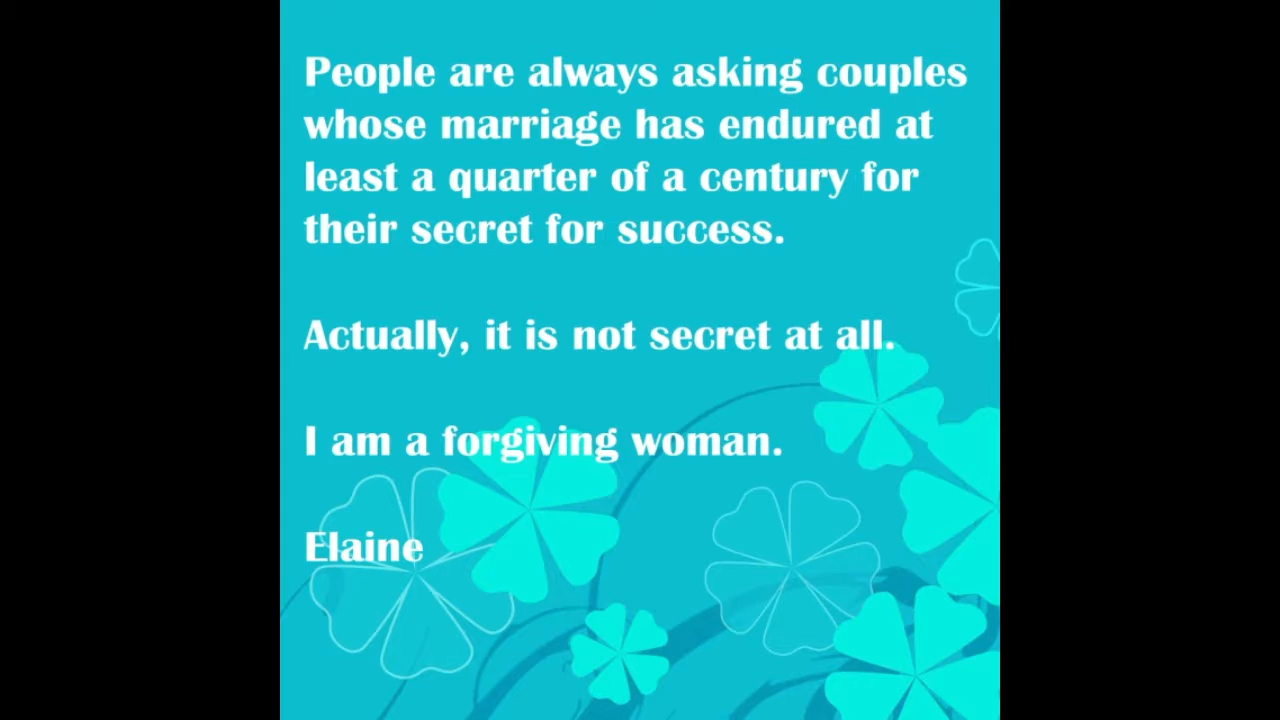 People are always asking couples
whose marriage has endured at
least a quarter of a century for
their secret for success.
Actually, it is not secret at all.
I am a forgiving woman.
Elaine